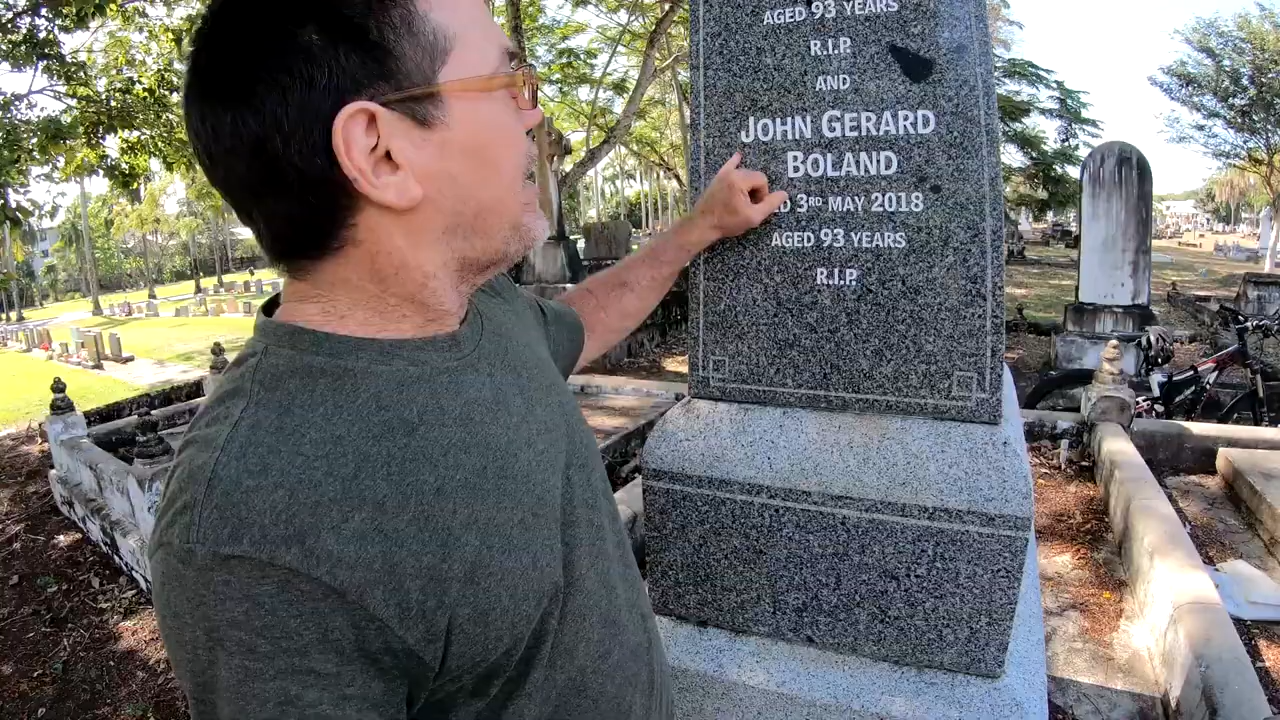 AGED 93 YEARS
R.I.P.
AND
JOHN GERARD
BOLAND
3RD MAY 2018
AGED 93 YEARS
R.I.P.